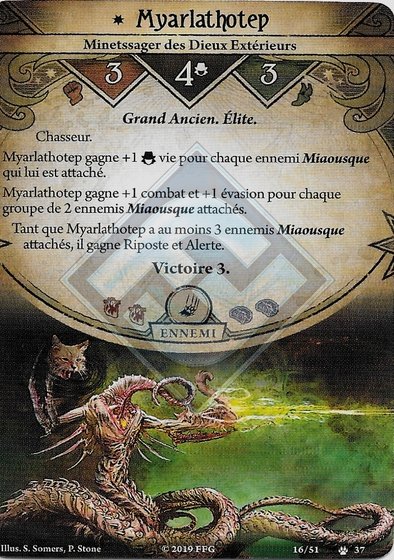 Myarlathotep
Minetssager des Dieux Extérieurs
3 4 3
Grand Ancien. Élite.
Chasseur.
Myarlathotep gagne +1 vie pour chaque ennemi Miaousque
qui lui est attaché.
Myarlathotep gagne +1 combat et +1 évasion pour chaque
groupe de 2 ennemis Miaousque attachés.
Tant que Myarlathotep a au moins 3 ennemis Miaousque
attachés, il gagne Riposte et Alerte.
Victoire 3.
ENNEMI
Illus. S. Somers, P. Stone © 2019 FFG 16/51 37